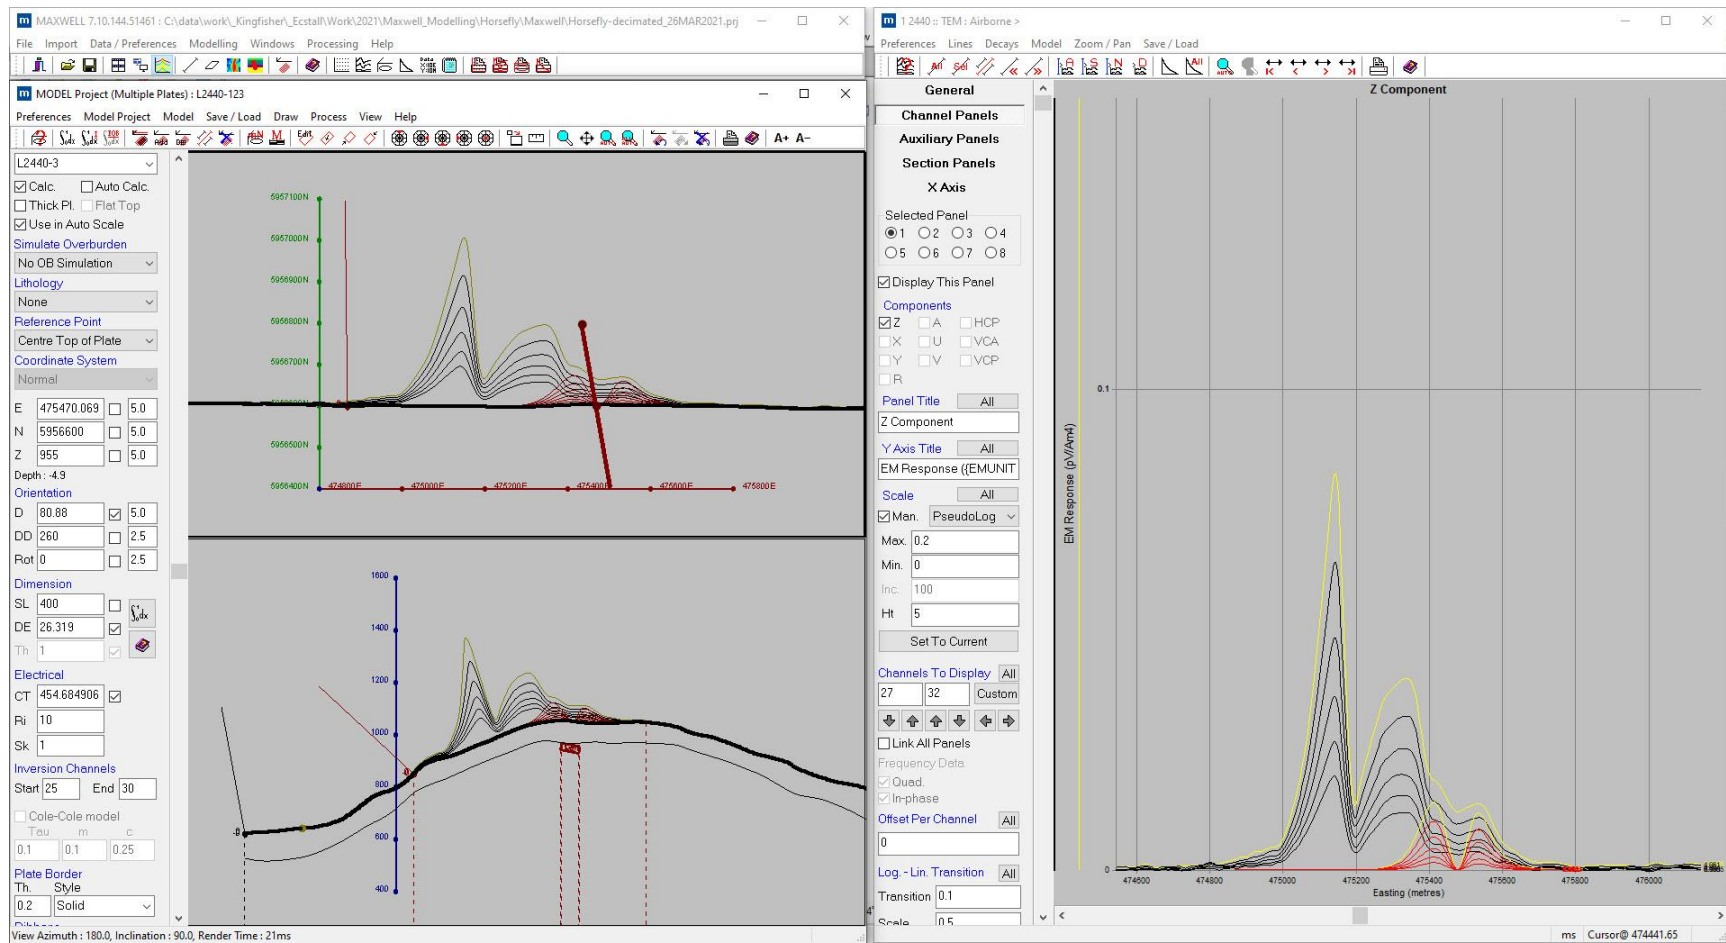 MAXWELL 7.10.144.51461 : C:\data\work\_Kingfisher\_Ecstall\Work\2021\Maxwell_Modelling\Horsefly\Maxwell\Horsefly-decimated_26MAR2021.prj
File Import Data / Preferences Modelling Windows Processing Help
MODEL Project (Multiple Plates) : L2440-123
Preferences Model Project Model Save / Load Draw Process View Help
A+ A-
L2440-3
Calc. Auto Calc.
Thick Pl. Flat Top
Use in Auto Scale
Simulate Overburden
No OB Simulation
Lithology
None
Reference Point
Centre Top of Plate
Coordinate System
Normal
E 475470.069 5.0
N 5956600 5.0
Z 955 5.0
Depth : -4.9
Orientation
D 80.88 5.0
DD 260 2.5
Rot 0 2.5
Dimension
SL 400
DE 26.319
Th 1
Electrical
CT 454.684906
Ri 10
Sk 1
Inversion Channels
Start 25 End 30
Cole-Cole model
Tau m c
0.1 0.1 0.25
Plate Border
Th. Style
0.2 Solid
View Azimuth : 180.0, Inclination : 90.0, Render Time : 21ms
5957100N
5957000N
5956900N
5956800N
5956700N
5956500N
5956400N
474800E 475000E 475200E 475400E 475600E 475800E
1600
1400
1200
1000
800
600
400
1 2440 :: TEM : Airborne >
Preferences Lines Decays Model Zoom / Pan Save / Load
General
Channel Panels
Auxiliary Panels
Section Panels
X Axis
Selected Panel
1 2 3 4
5 6 7 8
Display This Panel
Components
Z A HCP
X U VCA
Y V VCP
R
Panel Title All
Z Component
Y Axis Title All
EM Response ({EMUNIT
Scale All
Man. PseudoLog
Max. 0.2
Min. 0
Inc. 100
Ht 5
Set To Current
Channels To Display All
27 32 Custom
Link All Panels
Frequency Data
Quad.
In-phase
Offset Per Channel All
0
Log. - Lin. Transition All
Transition 0.1
Scale 0.5
Z Component
EM Response (pV/Am4)
0.1
0
474600 474800 475000 475200 475400 475600 475800 476000
Easting (metres)
ms Cursor@ 474441.65